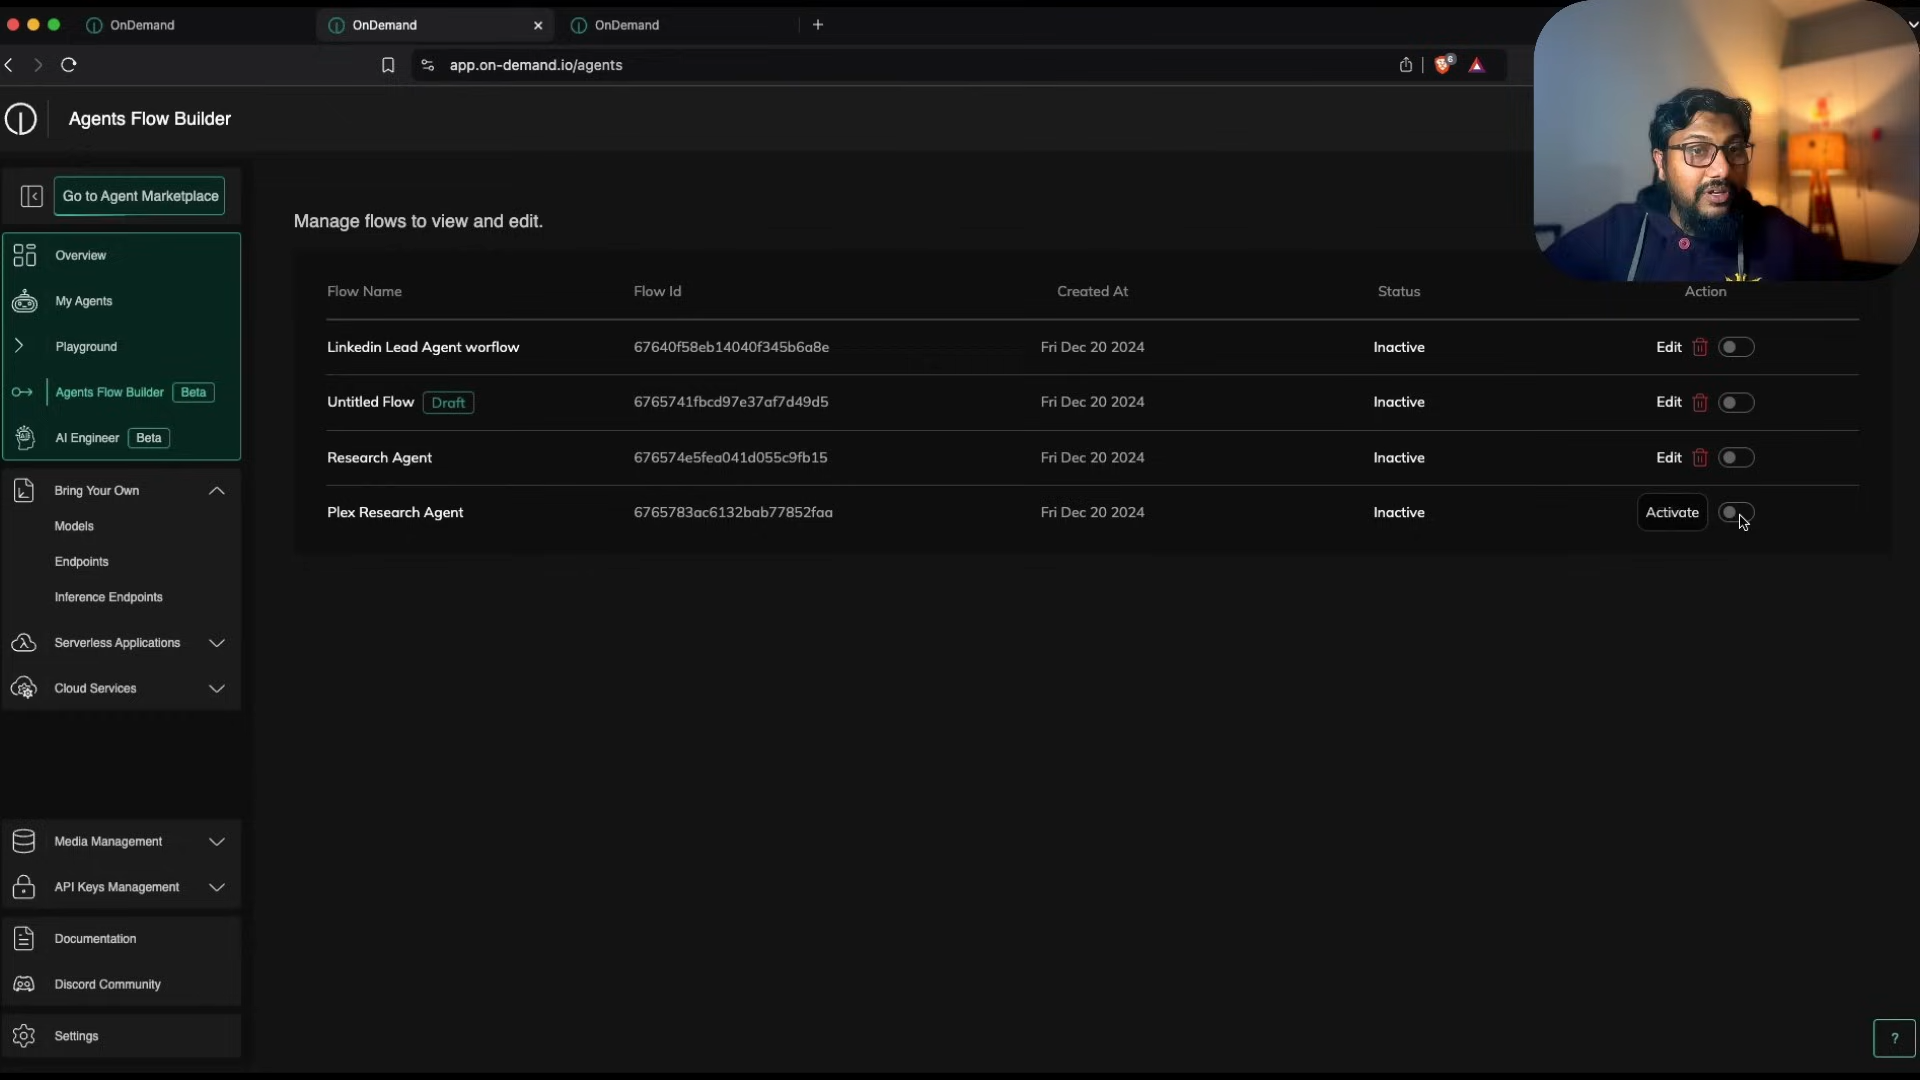 OnDemand
OnDemand
OnDemand
app.on-demand.io/agents
6
Agents Flow Builder
Go to Agent Marketplace
Overview
My Agents
Playground
Agents Flow Builder Beta
AI Engineer Beta
Bring Your Own
Models
Endpoints
Inference Endpoints
Serverless Applications
Cloud Services
Media Management
API Keys Management
Documentation
Discord Community
Settings
Manage flows to view and edit.
Flow Name Flow Id Created At Status Action
Linkedin Lead Agent worflow 67640f58eb14040f345b6a8e Fri Dec 20 2024 Inactive Edit
Untitled Flow Draft 6765741fbcd97e37af7d49d5 Fri Dec 20 2024 Inactive Edit
Research Agent 676574e5fea041d055c9fb15 Fri Dec 20 2024 Inactive Edit
Plex Research Agent 6765783ac6132bab77852faa Fri Dec 20 2024 Inactive Activate
?